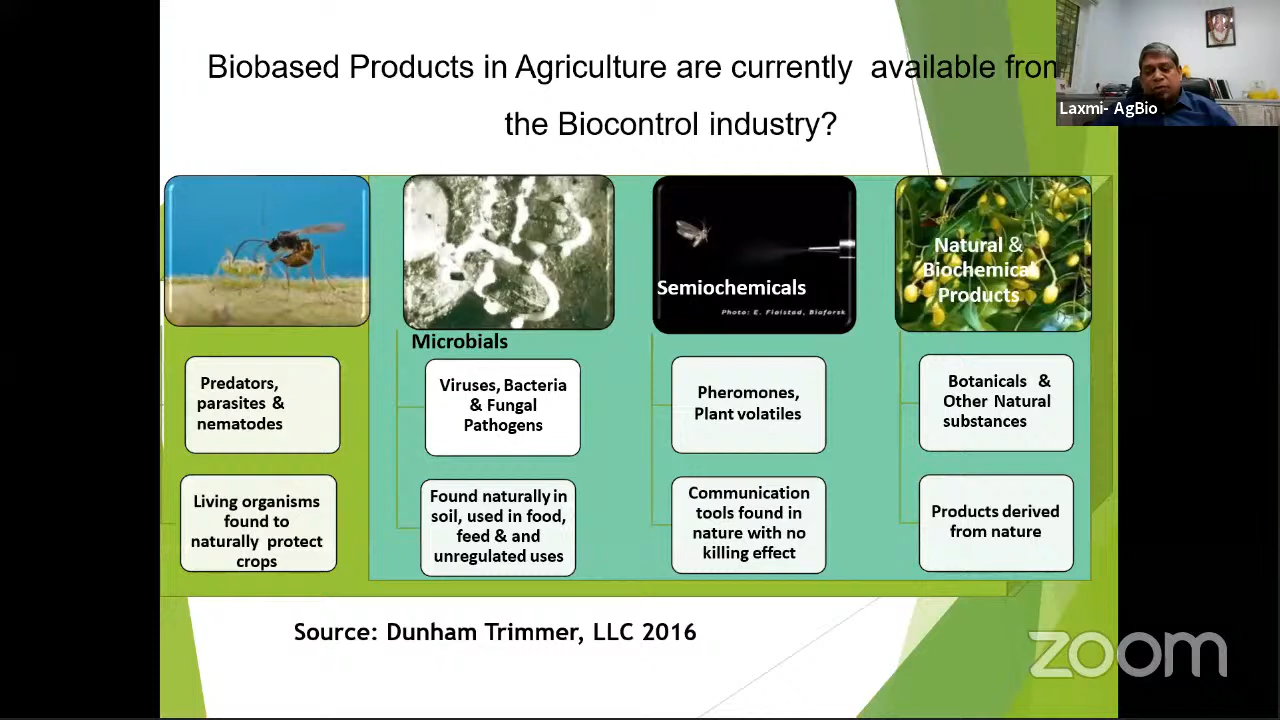 Biobased Products in Agriculture are currently available from
the Biocontrol industry?
Laxmi- AgBio
Microbials
Semiochemicals
Photo: E. Fløistad, Bioforsk
Natural &
Biochemical
Products
Predators,
parasites &
nematodes
Viruses, Bacteria
& Fungal
Pathogens
Pheromones,
Plant volatiles
Botanicals &
Other Natural
substances
Living organisms
found to
naturally protect
crops
Found naturally in
soil, used in food,
feed & and
unregulated uses
Communication
tools found in
nature with no
killing effect
Products derived
from nature
Source: Dunham Trimmer, LLC 2016
zoom